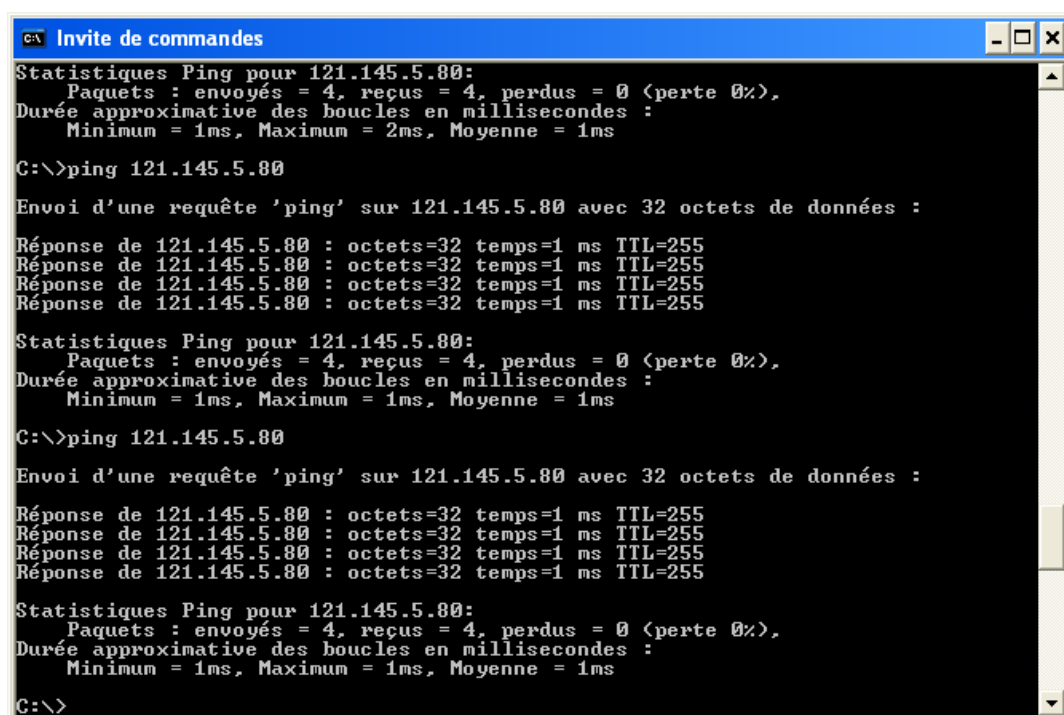 Invite de commandes
Statistiques Ping pour 121.145.5.80:
Paquets : envoyés = 4, reçus = 4, perdus = 0 (perte 0%),
Durée approximative des boucles en millisecondes :
Minimum = 1ms, Maximum = 2ms, Moyenne = 1ms
C:\>ping 121.145.5.80
Envoi d'une requête 'ping' sur 121.145.5.80 avec 32 octets de données :
Réponse de 121.145.5.80 : octets=32 temps=1 ms TTL=255
Réponse de 121.145.5.80 : octets=32 temps=1 ms TTL=255
Réponse de 121.145.5.80 : octets=32 temps=1 ms TTL=255
Réponse de 121.145.5.80 : octets=32 temps=1 ms TTL=255
Statistiques Ping pour 121.145.5.80:
Paquets : envoyés = 4, reçus = 4, perdus = 0 (perte 0%),
Durée approximative des boucles en millisecondes :
Minimum = 1ms, Maximum = 1ms, Moyenne = 1ms
C:\>ping 121.145.5.80
Envoi d'une requête 'ping' sur 121.145.5.80 avec 32 octets de données :
Réponse de 121.145.5.80 : octets=32 temps=1 ms TTL=255
Réponse de 121.145.5.80 : octets=32 temps=1 ms TTL=255
Réponse de 121.145.5.80 : octets=32 temps=1 ms TTL=255
Réponse de 121.145.5.80 : octets=32 temps=1 ms TTL=255
Statistiques Ping pour 121.145.5.80:
Paquets : envoyés = 4, reçus = 4, perdus = 0 (perte 0%),
Durée approximative des boucles en millisecondes :
Minimum = 1ms, Maximum = 1ms, Moyenne = 1ms
C:\>